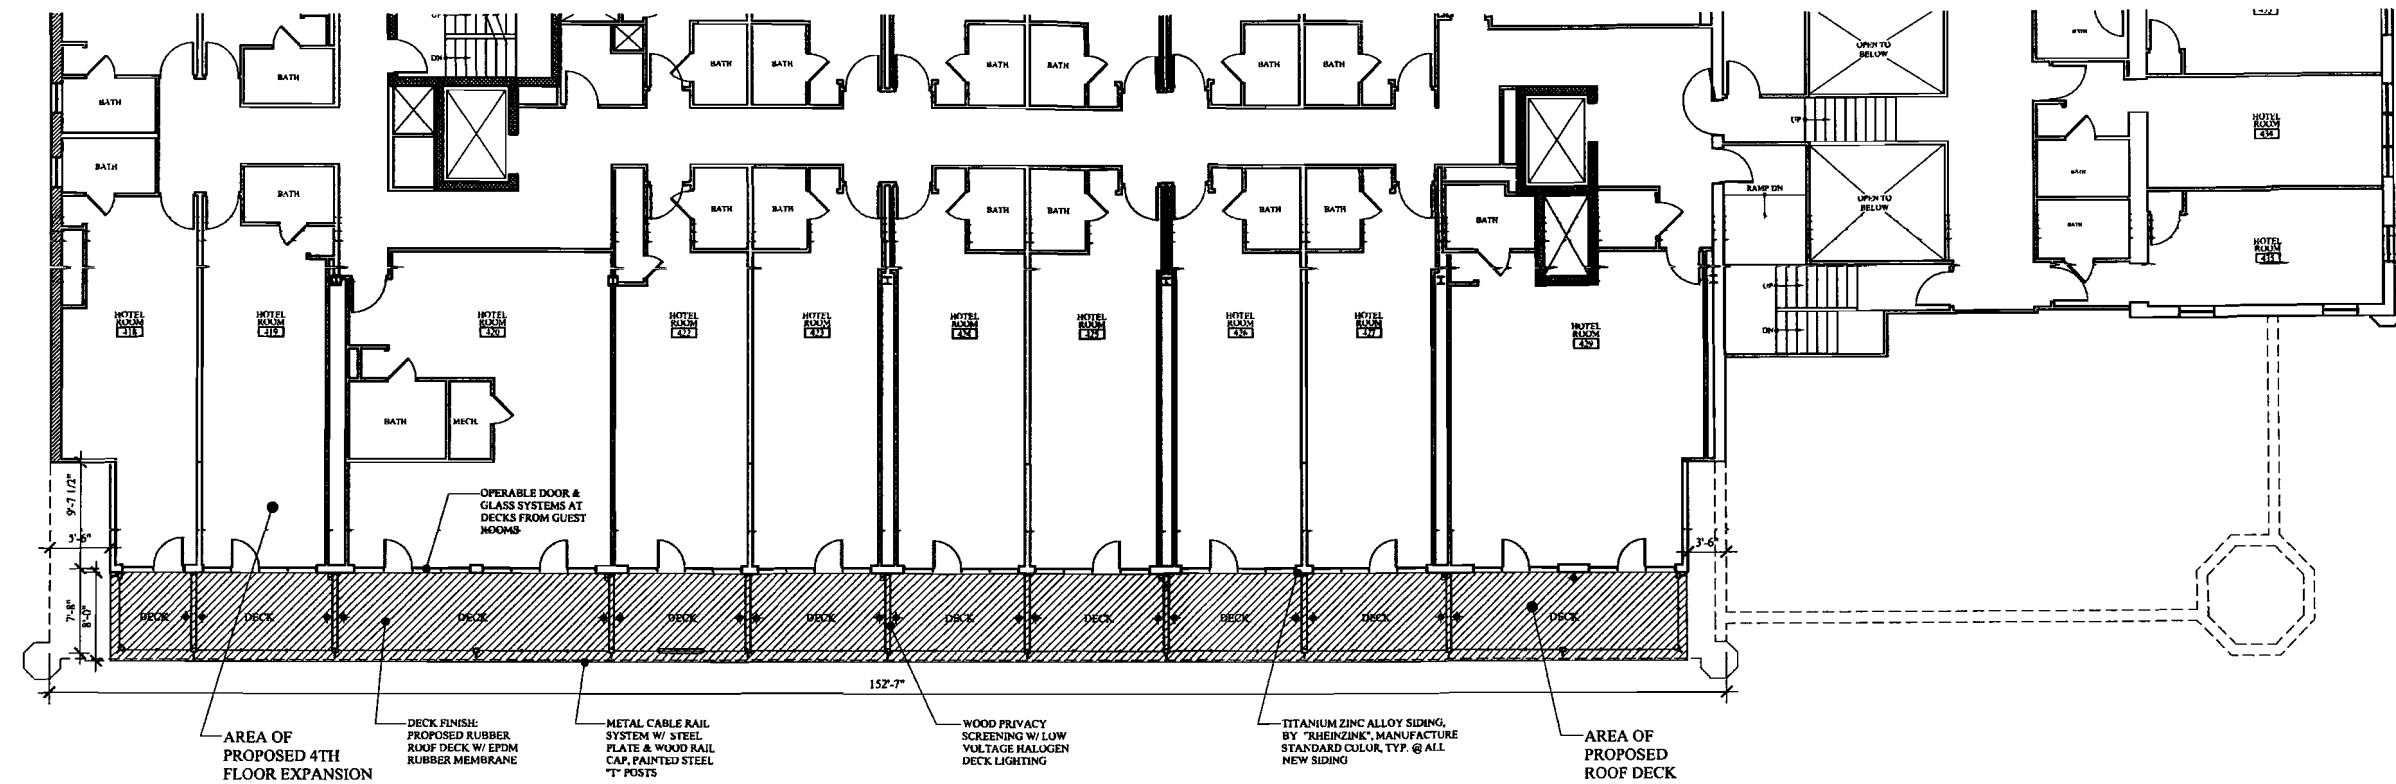 UP
DN
BATH
BATH
BATH
BATH
BATH
BATH
BATH
BATH
BATH
OPEN TO
BELOW
UP
BATH
HOTEL
ROOM
434
BATH
BATH
BATH
BATH
BATH
BATH
BATH
BATH
BATH
RAMP DN
OPEN TO
BELOW
BATH
BATH
BATH
HOTEL
ROOM
UP
DN
HOTEL
ROOM
418
HOTEL
ROOM
419
HOTEL
ROOM
420
HOTEL
ROOM
422
HOTEL
ROOM
423
HOTEL
ROOM
424
HOTEL
ROOM
425
HOTEL
ROOM
426
HOTEL
ROOM
427
HOTEL
ROOM
429
BATH
MECH.
9'-7 1/2"
OPERABLE DOOR &
GLASS SYSTEMS AT
DECKS FROM GUEST
ROOMS
3'-6"
7'-8"
8'-0"
DECK
DECK
DECK
DECK
DECK
DECK
DECK
DECK
DECK
DECK
152'-7"
AREA OF
PROPOSED 4TH
FLOOR EXPANSION
DECK FINISH:
PROPOSED RUBBER
ROOF DECK W/ EPDM
RUBBER MEMBRANE
METAL CABLE RAIL
SYSTEM W/ STEEL
PLATE & WOOD RAIL
CAP, PAINTED STEEL
"T" POSTS
WOOD PRIVACY
SCREENING W/ LOW
VOLTAGE HALOGEN
DECK LIGHTING
TITANIUM ZINC ALLOY SIDING,
BY "RHEINZINK", MANUFACTURE
STANDARD COLOR, TYP. @ ALL
NEW SIDING
AREA OF
PROPOSED
ROOF DECK